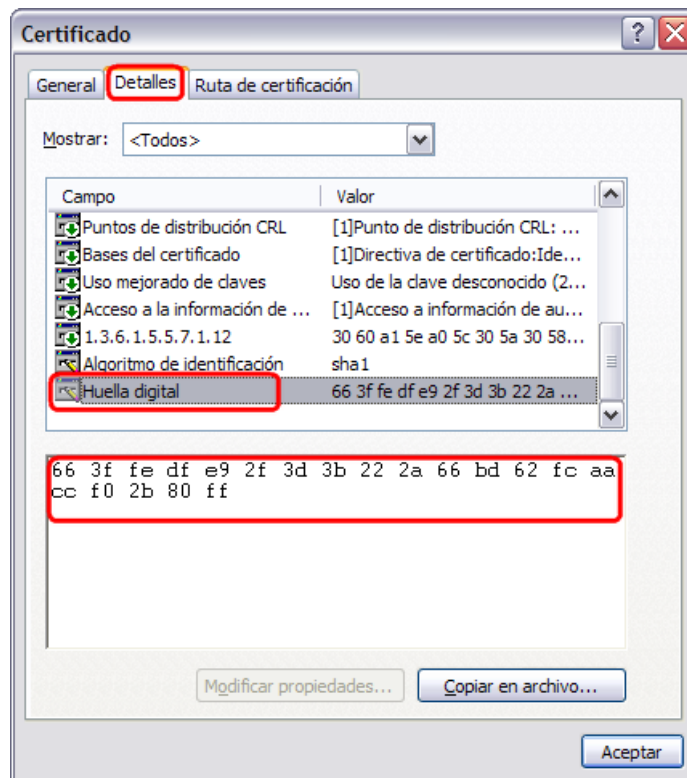 Certificado
General Detalles Ruta de certificación
Mostrar: <Todos>
Campo Valor
Puntos de distribución CRL [1]Punto de distribución CRL: ...
Bases del certificado [1]Directiva de certificado:Ide...
Uso mejorado de claves Uso de la clave desconocido (2...
Acceso a la información de ... [1]Acceso a información de au...
1.3.6.1.5.5.7.1.12 30 60 a1 5e a0 5c 30 5a 30 58...
Algoritmo de identificación sha1
Huella digital 66 3f fe df e9 2f 3d 3b 22 2a ...
66 3f fe df e9 2f 3d 3b 22 2a 66 bd 62 fc aa
cc f0 2b 80 ff
Modificar propiedades... Copiar en archivo...
Aceptar